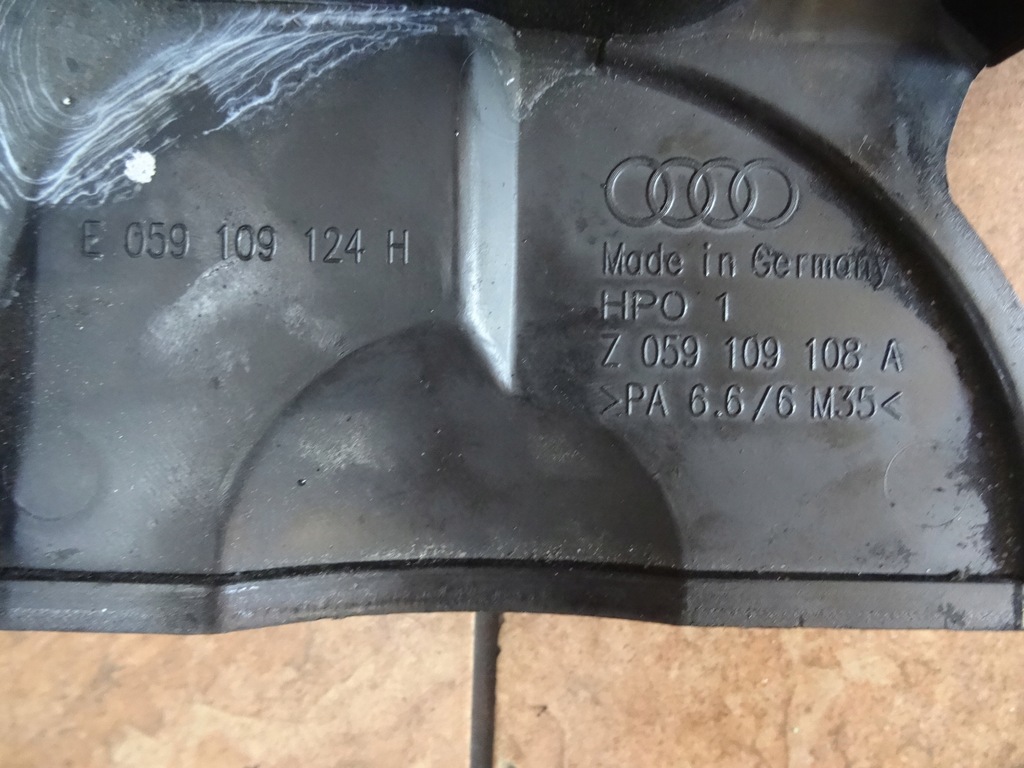 E 059 109 124 H
Made in Germany
HPO 1
Z 059 109 108 A
>PA 6.6/6 M35<